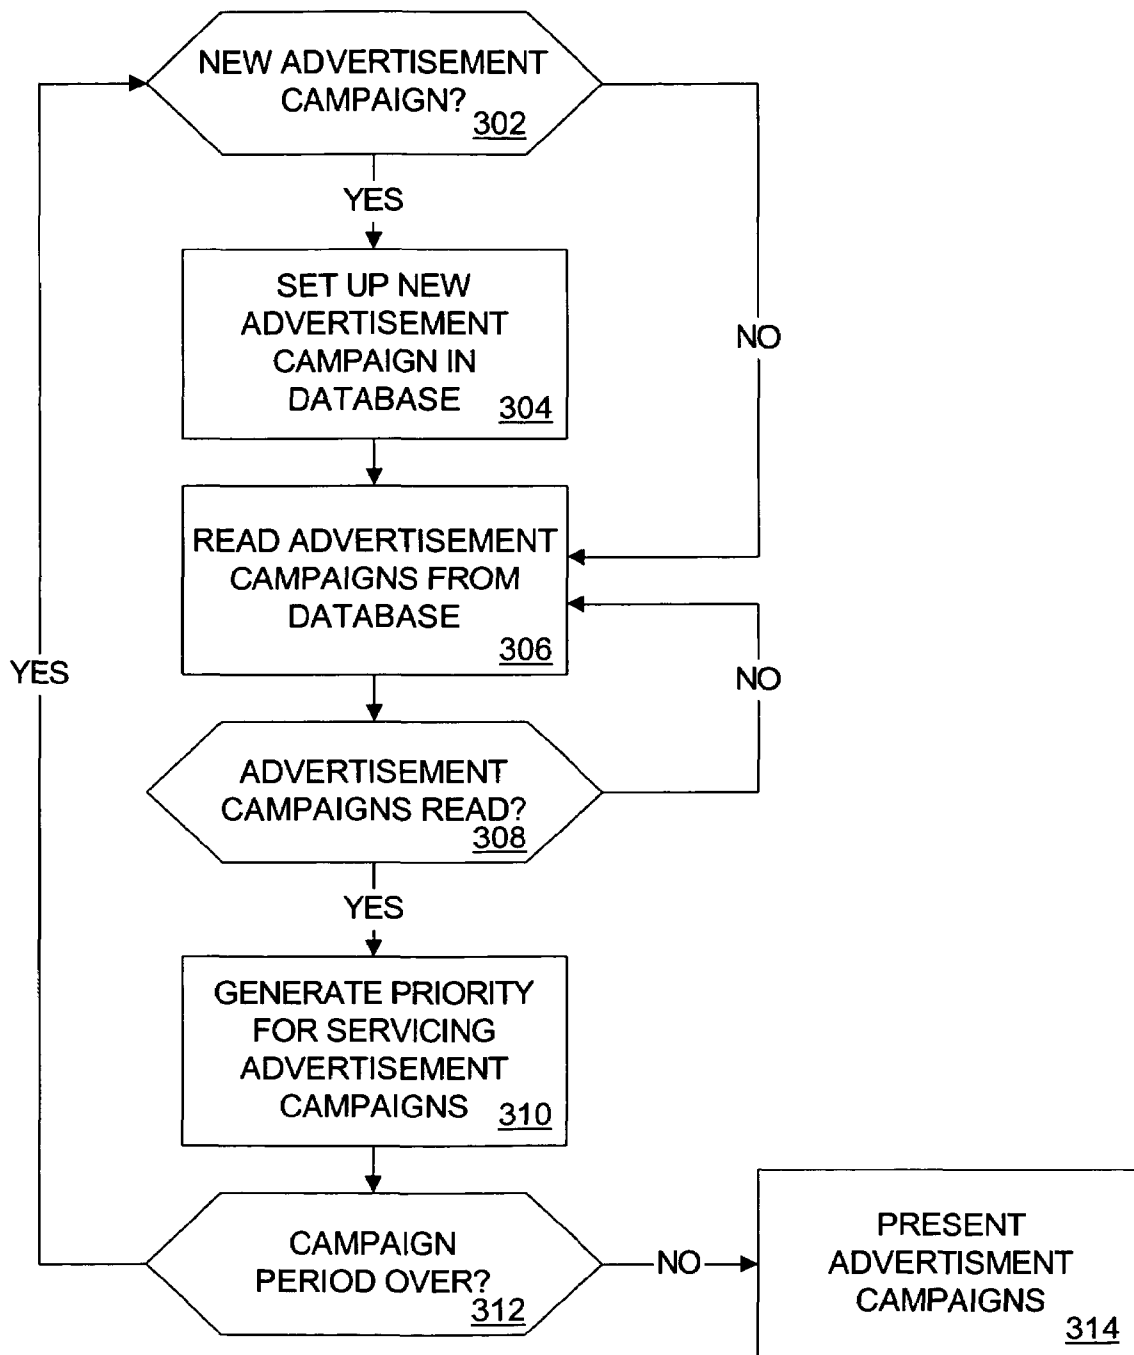 NEW ADVERTISEMENT
CAMPAIGN?
302
YES
SET UP NEW
ADVERTISEMENT
CAMPAIGN IN
DATABASE
304
NO
READ ADVERTISEMENT
CAMPAIGNS FROM
DATABASE
306
YES
NO
ADVERTISEMENT
CAMPAIGNS READ?
308
YES
GENERATE PRIORITY
FOR SERVICING
ADVERTISEMENT
CAMPAIGNS
310
CAMPAIGN
PERIOD OVER?
312
NO
PRESENT
ADVERTISMENT
CAMPAIGNS
314